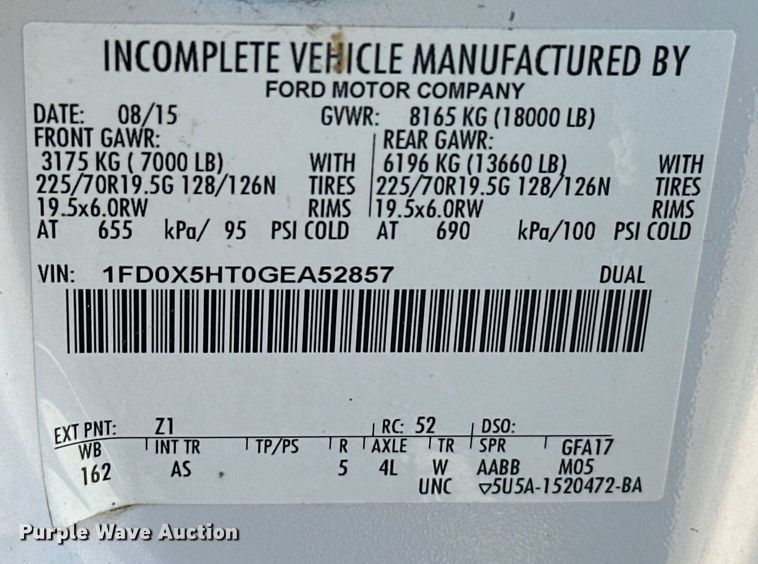 INCOMPLETE VEHICLE MANUFACTURED BY
FORD MOTOR COMPANY
DATE: 08/15 GVWR: 8165 KG (18000 LB)
FRONT GAWR: REAR GAWR:
3175 KG ( 7000 LB) WITH 6196 KG (13660 LB) WITH
225/70R19.5G 128/126N TIRES 225/70R19.5G 128/126N TIRES
19.5x6.0RW RIMS 19.5x6.0RW RIMS
AT 655 kPa/ 95 PSI COLD AT 690 kPa/100 PSI COLD
VIN: 1FD0X5HT0GEA52857 DUAL
EXT PNT: Z1 RC: 52 DSO:
WB INT TR TP/PS R AXLE TR SPR GFA17
162 AS 5 4L W AABB M05
UNC 5U5A-1520472-BA
Purple Wave Auction